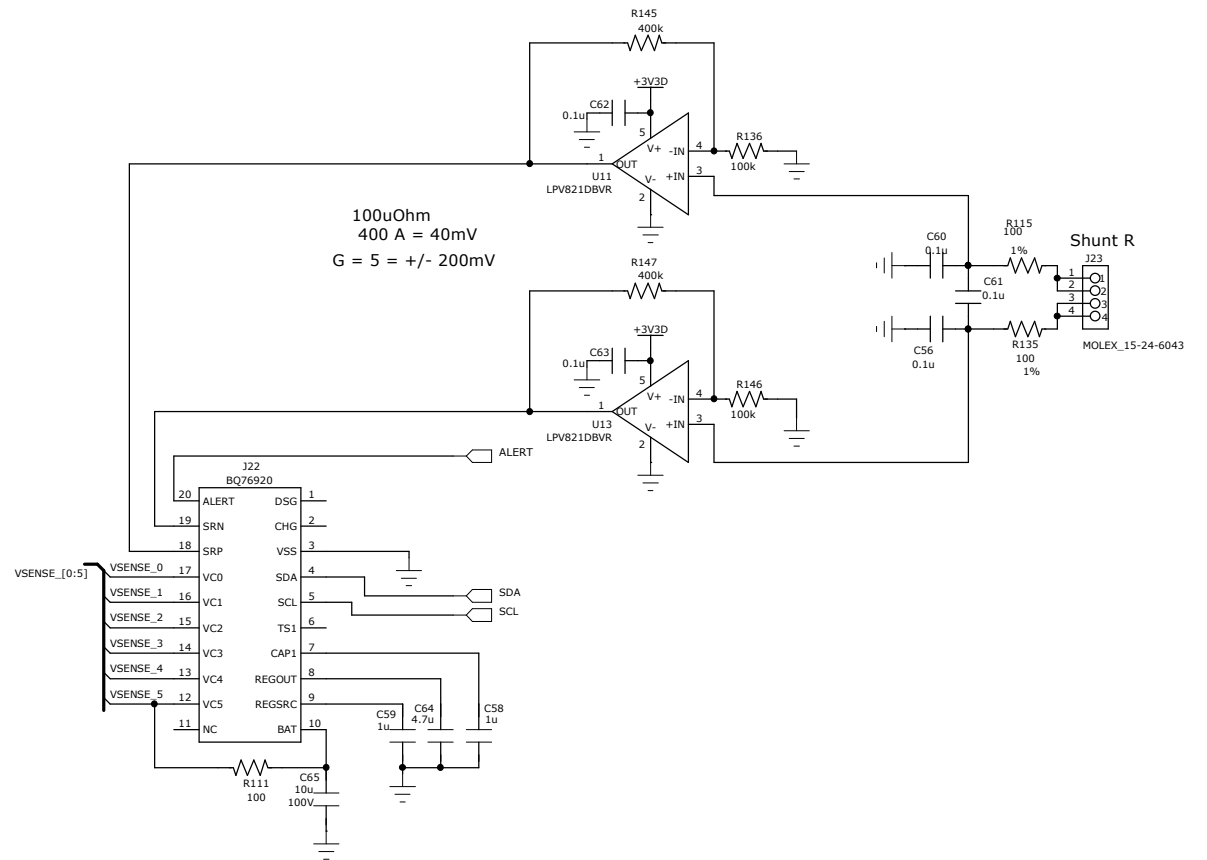 R145
400k
+3V3D
C62
0.1u
5
V+
-IN
4
R136
100k
1
OUT
+IN
3
U11
LPV821DBVR
V-
2
100uOhm
400 A = 40mV
G = 5 = +/- 200mV
R115
100
1%
Shunt R
C60
0.1u
J23
1
1
2
2
3
3
4
4
C61
0.1u
C56
0.1u
R135
100
1%
MOLEX_15-24-6043
R147
400k
+3V3D
C63
0.1u
5
V+
-IN
4
R146
100k
1
OUT
+IN
3
U13
LPV821DBVR
V-
2
ALERT
J22
BQ76920
20 ALERT DSG 1
19 SRN CHG 2
18 SRP VSS 3
VSENSE_[0:5]
VSENSE_0 17 VC0 SDA 4
SDA
VSENSE_1 16 VC1 SCL 5
SCL
VSENSE_2 15 VC2 TS1 6
VSENSE_3 14 VC3 CAP1 7
VSENSE_4 13 VC4 REGOUT 8
VSENSE_5 12 VC5 REGSRC 9
11 NC BAT 10
C59
1u
C64
4.7u
C58
1u
R111
100
C65
10u
100V